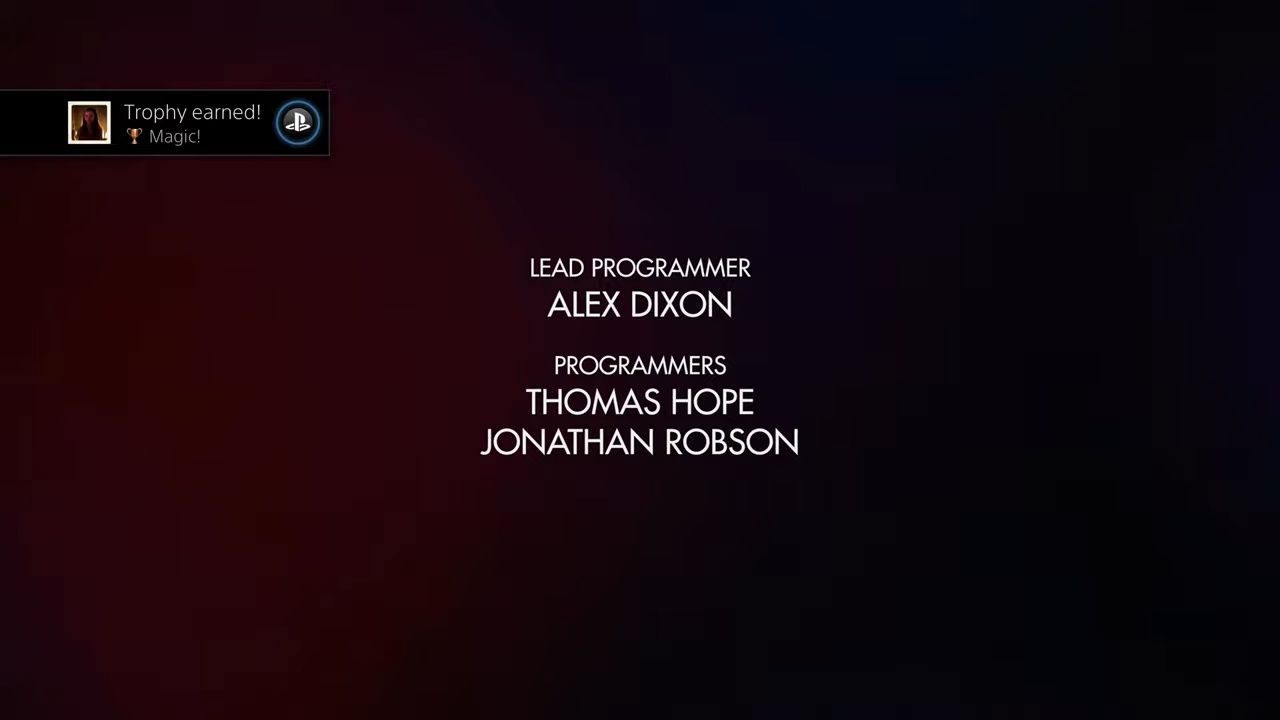 Trophy earned!
Magic!
LEAD PROGRAMMER
ALEX DIXON
PROGRAMMERS
THOMAS HOPE
JONATHAN ROBSON